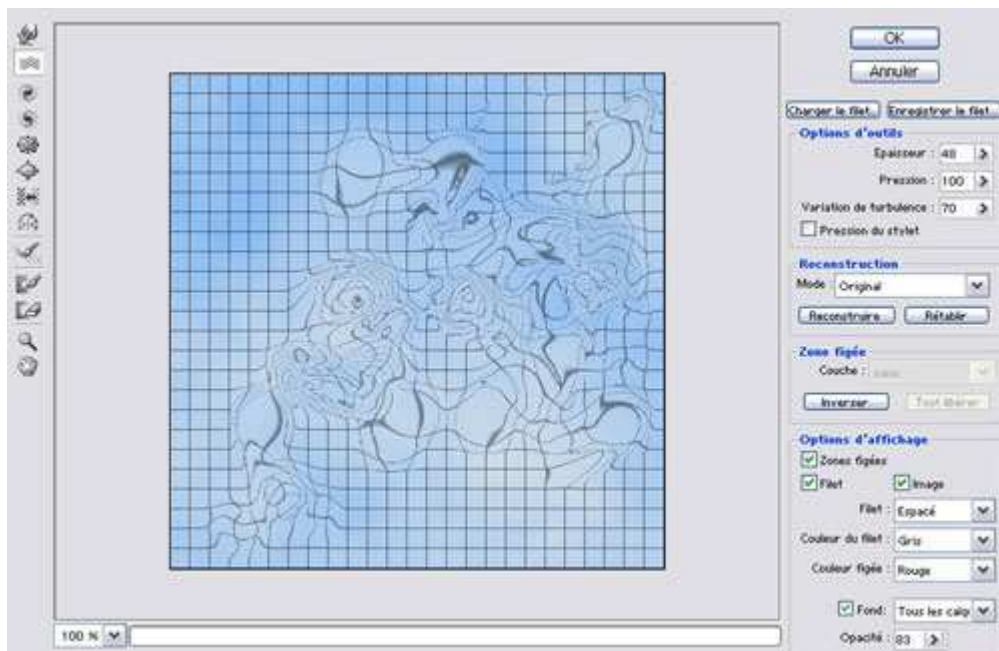 OK
Annuler
Charger le filet... Enregistrer le filet...
Options d'outils
Epaisseur : 48
Pression : 100
Variation de turbulence : 70
Pression du stylet
Reconstruction
Mode : Original
Reconstruire Rétablir
Zone figée
Couche :
Inverser Tout libérer
Options d'affichage
Zones figées
Filet Image
Filet : Espacé
Couleur du filet : Gris
Couleur figée : Rouge
Fond: Tous les calq
Opacité : 83
100 %